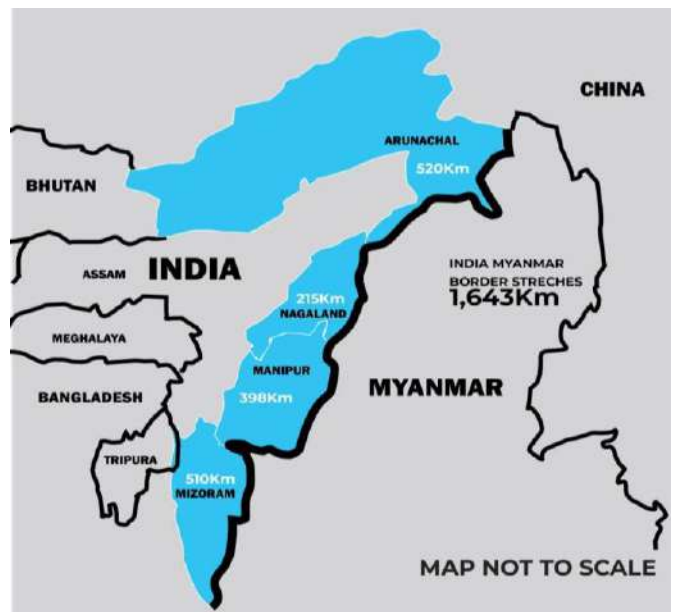 CHINA
ARUNACHAL
520Km
BHUTAN
INDIA
ASSAM
INDIA MYANMAR
BORDER STRECHES
1,643Km
215Km
NAGALAND
MEGHALAYA
MANIPUR
MYANMAR
BANGLADESH
398Km
TRIPURA
510Km
MIZORAM
MAP NOT TO SCALE